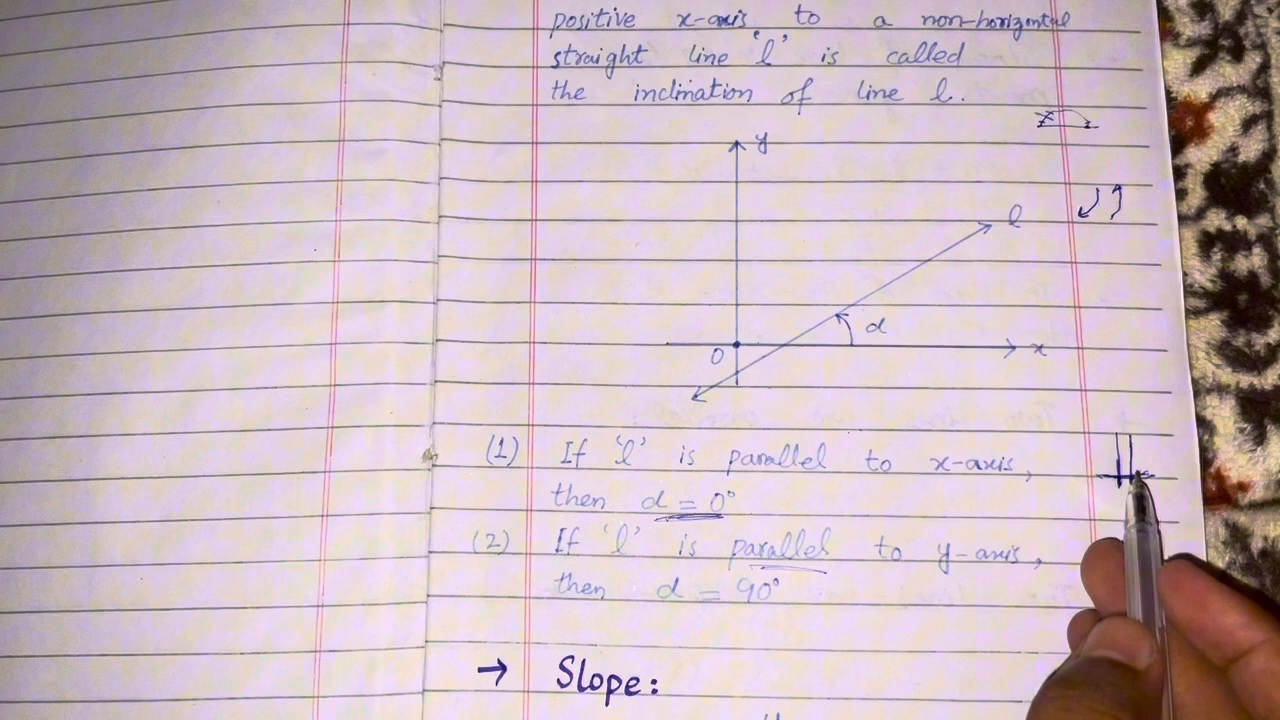 positive x-axis to a non-horizontal
straight line 'l' is called
the inclination of line l.
y
l
α
O
x
(1) If 'l' is parallel to x-axis,
then α = 0°
(2) If 'l' is parallel to y-axis,
then α = 90°
→ Slope: